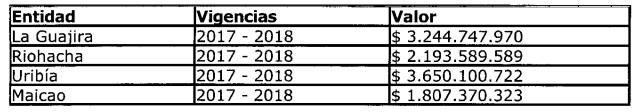 Entidad Vigencias Valor
La Guajira 2017 - 2018 $ 3.244.747.970
Riohacha 2017 - 2018 $ 2.193.589.589
Uribía 2017 - 2018 $ 3.650.100.722
Maicao 2017 - 2018 $ 1.807.370.323